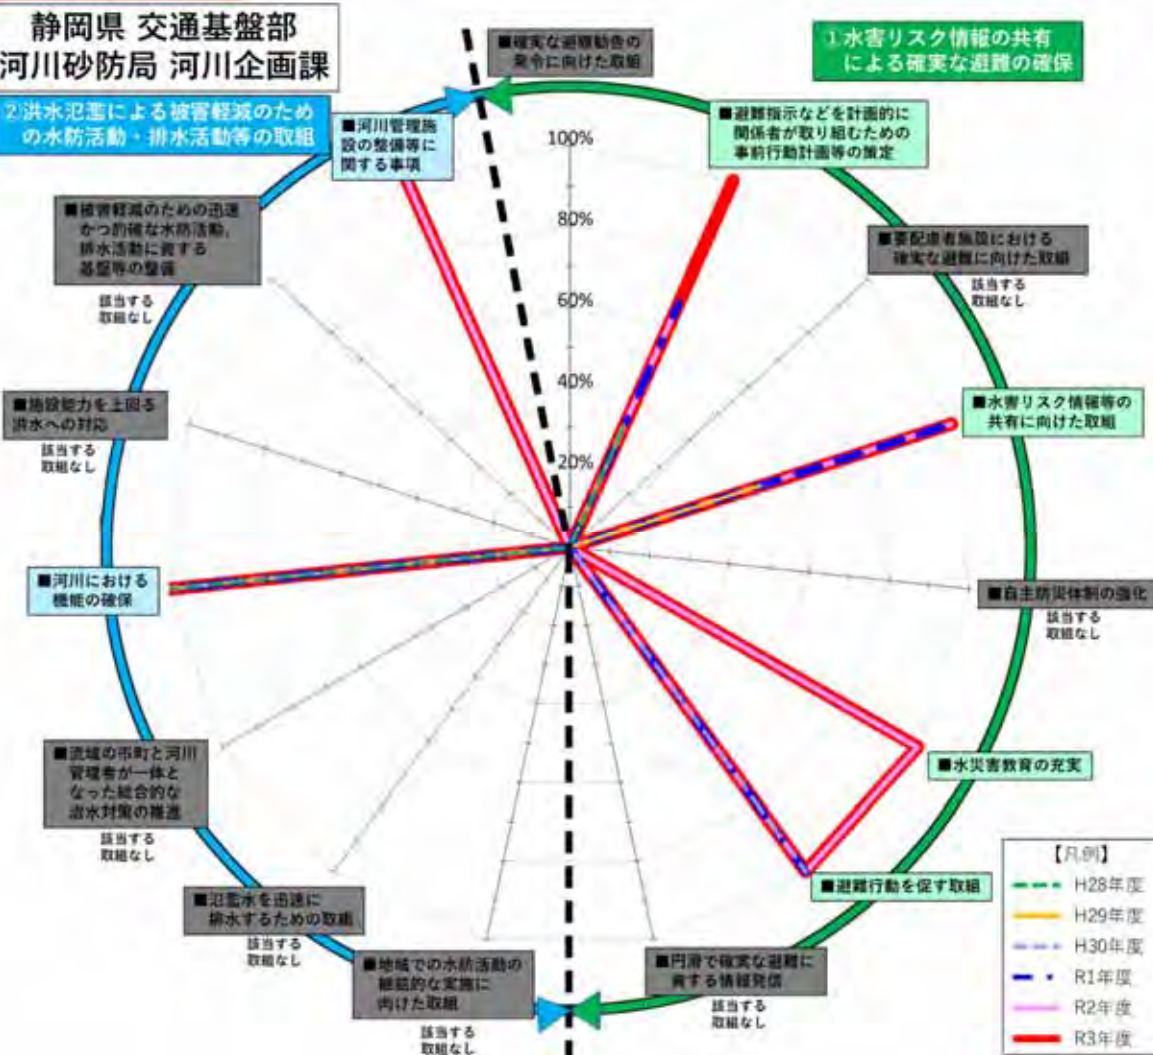 静岡県 交通基盤部
河川砂防局 河川企画課
②洪水氾濫による被害軽減のため
の水防活動・排水活動等の取組
①水害リスク情報の共有
による確実な避難の確保
■確実な避難勧告の
発令に向けた取組
■避難指示などを計画的に
関係者が取り組むための
事前行動計画等の策定
■要配慮者施設における
確実な避難に向けた取組
該当する
取組なし
■水害リスク情報等の
共有に向けた取組
■自主防災体制の強化
該当する
取組なし
■水災害教育の充実
■避難行動を促す取組
■円滑で確実な避難に
資する情報発信
該当する
取組なし
■地域での水防活動の
継続的な実施に
向けた取組
該当する
取組なし
■氾濫水を迅速に
排水するための取組
該当する
取組なし
■流域の市町と河川
管理者が一体と
なった総合的な
治水対策の推進
該当する
取組なし
■河川における
機能の確保
■施設能力を上回る
洪水への対応
該当する
取組なし
■被害軽減のための迅速
かつ的確な水防活動、
排水活動に資する
基盤等の整備
該当する
取組なし
■河川管理施
設の整備等に
関する事項
100%
80%
60%
40%
20%
【凡例】
H28年度
H29年度
H30年度
R1年度
R2年度
R3年度